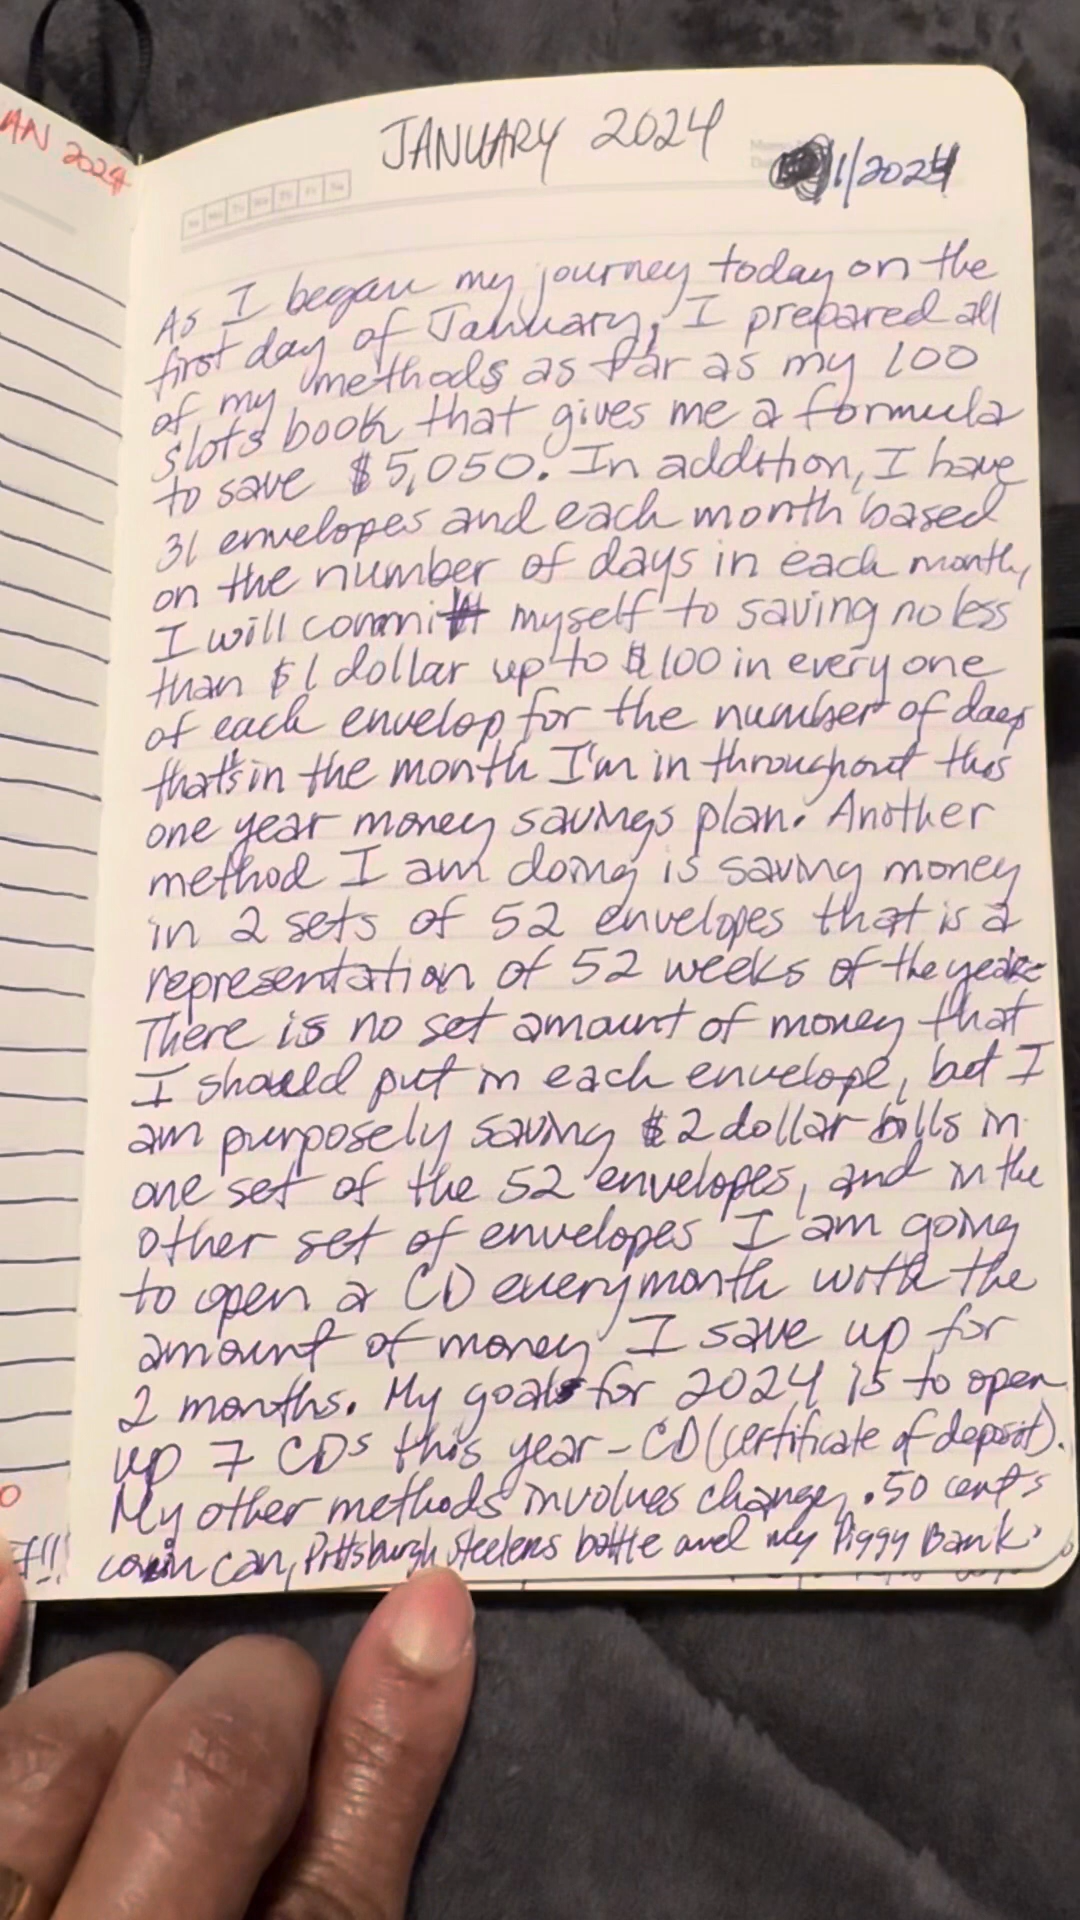 AN 2024
JANUARY 2024
1/2024
Su Mo Tu We Th Fr Sa
As I began my journey today on the
first day of January, I prepared all
of my methods as far as my 100
slots book that gives me a formula
to save $5,050. In addition, I have
31 envelopes and each month based
on the number of days in each month,
I will commit myself to saving no less
than $1 dollar up to $100 in every one
of each envelop for the number of days
that's in the month I'm in throughout this
one year money savings plan. Another
method I am doing is saving money
in 2 sets of 52 envelopes that is a
representation of 52 weeks of the year.
There is no set amount of money that
I should put in each envelope, but I
am purposely saving $2 dollar bills in
one set of the 52 envelopes, and in the
other set of envelopes I am going
to open a CD every month with the
amount of money I save up for
2 months. My goal for 2024 is to open
up 7 CDs this year - CD (certificate of deposit).
My other methods involves change, .50 cent's
coin can, Pittsburgh Steelers bottle and my Piggy Bank.